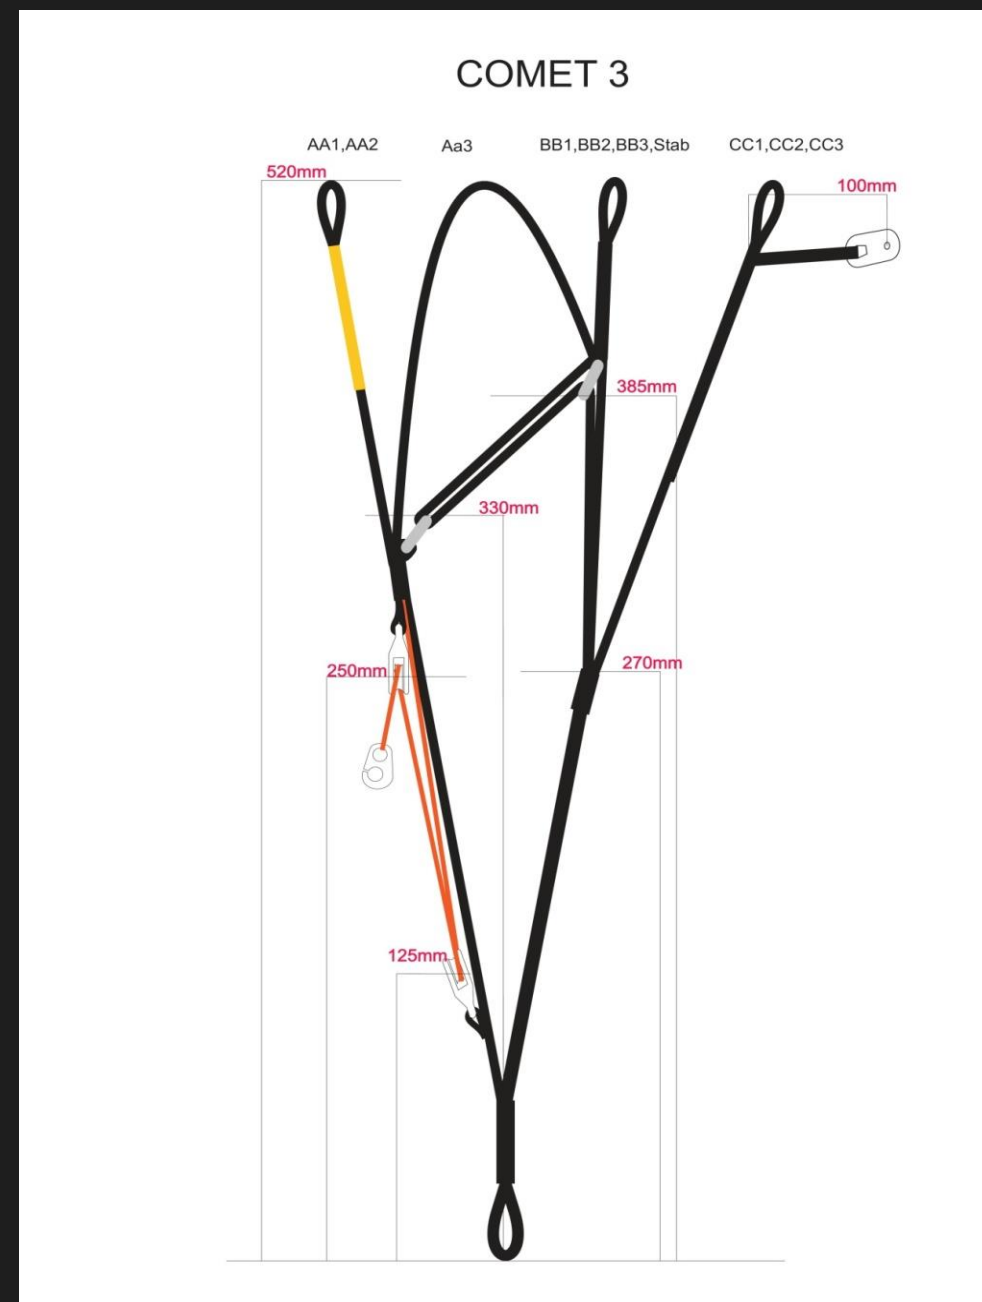 COMET 3
AA1,AA2
Aa3
BB1,BB2,BB3,Stab
CC1,CC2,CC3
520mm
100mm
385mm
330mm
250mm
270mm
125mm